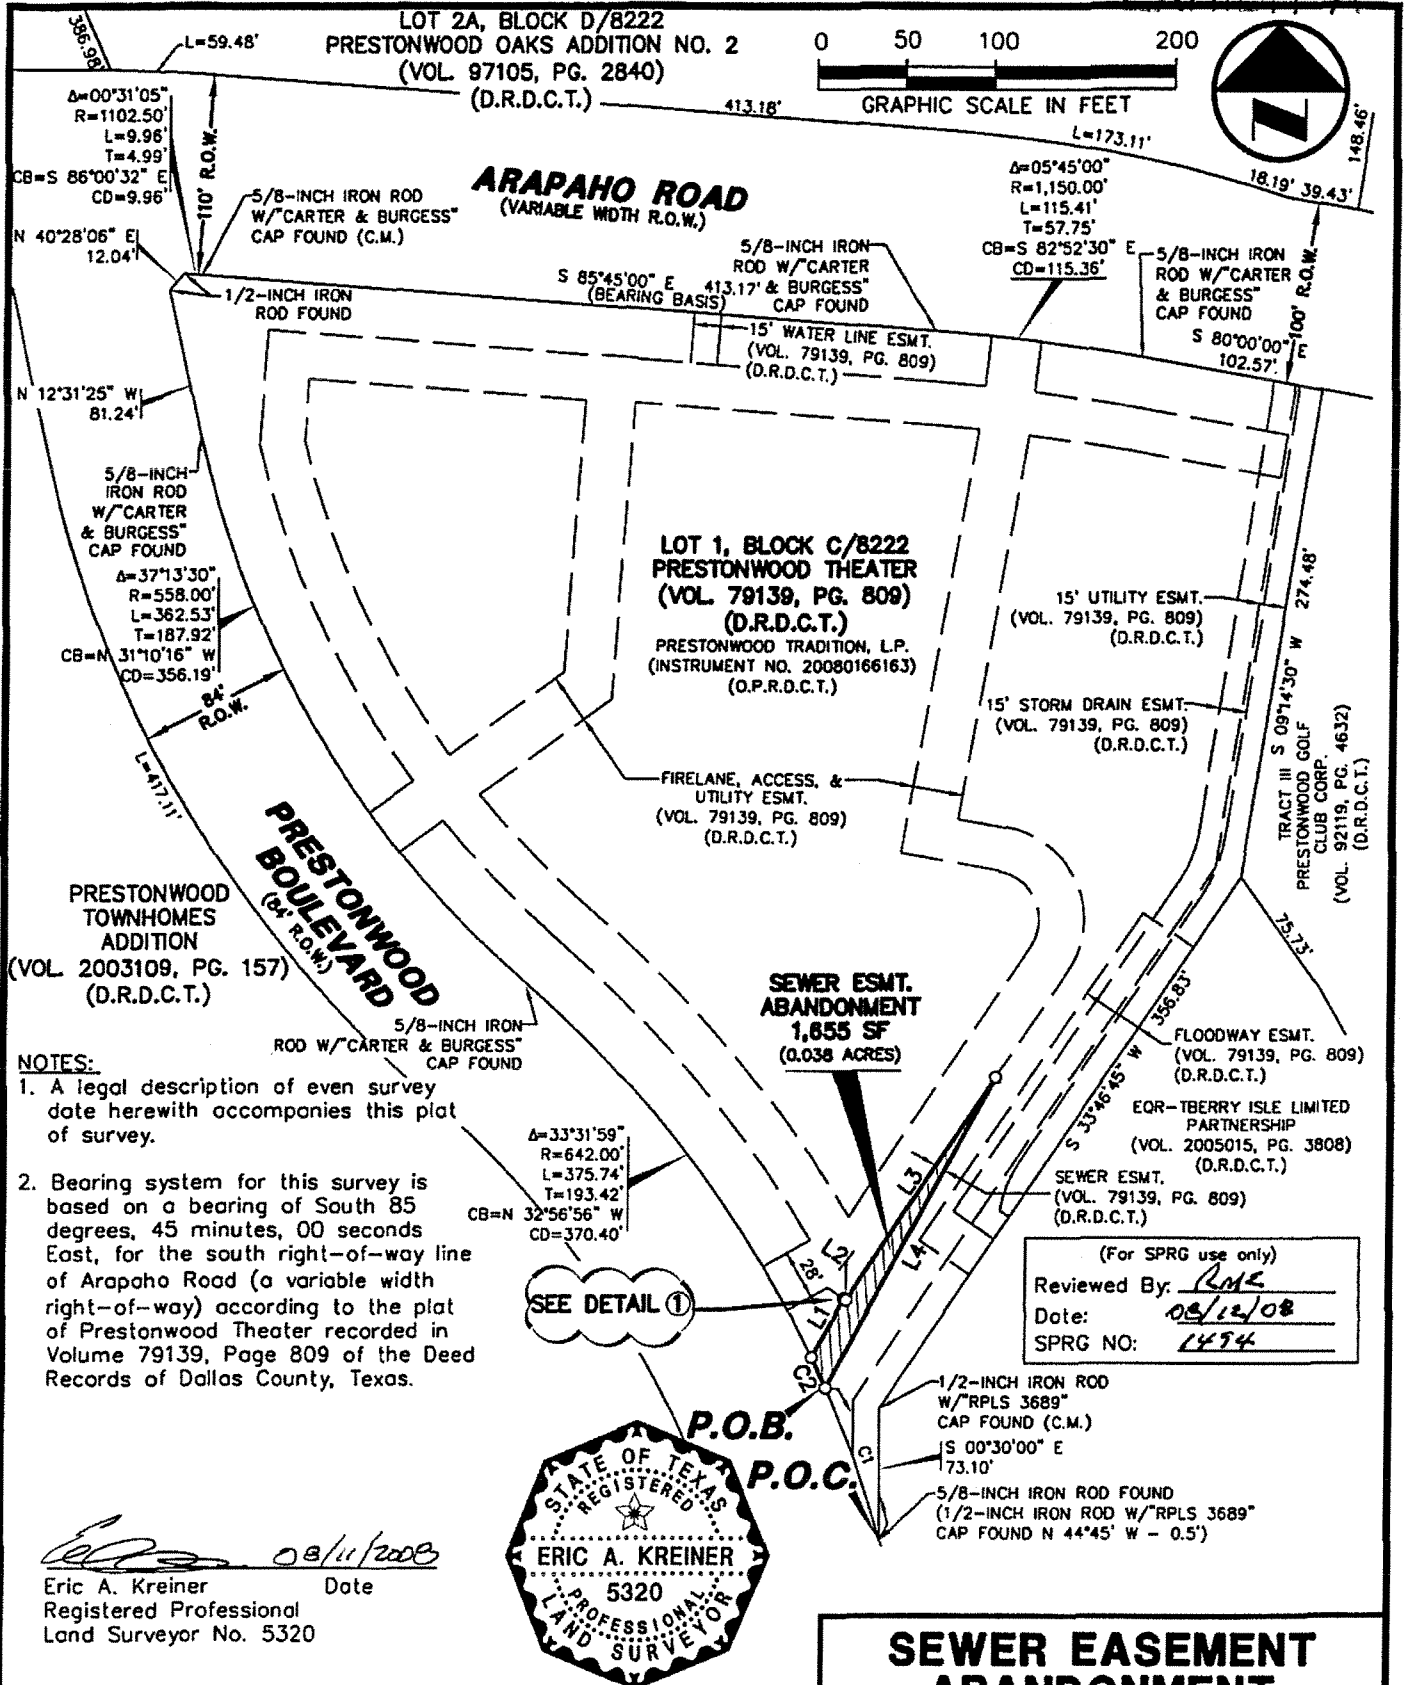 LOT 2A, BLOCK D/8222
PRESTONWOOD OAKS ADDITION NO. 2
(VOL. 97105, PG. 2840)
(D.R.D.C.T.)
386.98'
L=59.48'
413.18'
0 50 100 200
GRAPHIC SCALE IN FEET
L=173.11'
18.19' 39.43'
148.46'
Δ=00°31'05"
R=1102.50'
L=9.96'
T=4.99'
CB=S 86°00'32" E
CD=9.96'
110' R.O.W.
N 40°28'06" E
12.04'
5/8-INCH IRON ROD
W/"CARTER & BURGESS"
CAP FOUND (C.M.)
1/2-INCH IRON
ROD FOUND
ARAPAHO ROAD
(VARIABLE WIDTH R.O.W.)
S 85°45'00" E
413.17'
(BEARING BASIS)
5/8-INCH IRON
ROD W/"CARTER
& BURGESS"
CAP FOUND
Δ=05°45'00"
R=1,150.00'
L=115.41'
T=57.75'
CB=S 82°52'30" E
CD=115.36'
5/8-INCH IRON
ROD W/"CARTER
& BURGESS"
CAP FOUND
S 80°00'00" E
102.57'
100' R.O.W.
15' WATER LINE ESMT.
(VOL. 79139, PG. 809)
(D.R.D.C.T.)
N 12°31'25" W
81.24'
5/8-INCH
IRON ROD
W/"CARTER
& BURGESS"
CAP FOUND
Δ=37°13'30"
R=558.00'
L=362.53'
T=187.92'
CB=N 31°10'16" W
CD=356.19'
84'
R.O.W.
L=417.11'
LOT 1, BLOCK C/8222
PRESTONWOOD THEATER
(VOL. 79139, PG. 809)
(D.R.D.C.T.)
PRESTONWOOD TRADITION, L.P.
(INSTRUMENT NO. 20080166163)
(O.P.R.D.C.T.)
15' UTILITY ESMT.
(VOL. 79139, PG. 809)
(D.R.D.C.T.)
15' STORM DRAIN ESMT.
(VOL. 79139, PG. 809)
(D.R.D.C.T.)
S 09°14'30" W 274.48'
TRACT III
PRESTONWOOD GOLF
CLUB CORP.
(VOL. 92119, PG. 4632)
(D.R.D.C.T.)
FIRELANE, ACCESS, &
UTILITY ESMT.
(VOL. 79139, PG. 809)
(D.R.D.C.T.)
PRESTONWOOD
BOULEVARD
(84' R.O.W.)
PRESTONWOOD
TOWNHOMES
ADDITION
(VOL. 2003109, PG. 157)
(D.R.D.C.T.)
5/8-INCH IRON
ROD W/"CARTER & BURGESS"
CAP FOUND
75.73'
SEWER ESMT.
ABANDONMENT
1,655 SF
(0.038 ACRES)
S 33°46'45" W 356.83'
FLOODWAY ESMT.
(VOL. 79139, PG. 809)
(D.R.D.C.T.)
EQR-TBERRY ISLE LIMITED
PARTNERSHIP
(VOL. 2005015, PG. 3808)
(D.R.D.C.T.)
SEWER ESMT.
(VOL. 79139, PG. 809)
(D.R.D.C.T.)
NOTES:
1. A legal description of even survey
date herewith accompanies this plat
of survey.
2. Bearing system for this survey is
based on a bearing of South 85
degrees, 45 minutes, 00 seconds
East, for the south right-of-way line
of Arapaho Road (a variable width
right-of-way) according to the plat
of Prestonwood Theater recorded in
Volume 79139, Page 809 of the Deed
Records of Dallas County, Texas.
Δ=33°31'59"
R=642.00'
L=375.74'
T=193.42'
CB=N 32°56'56" W
CD=370.40'
28'
L1
L2
L3
L4
C2
C1
SEE DETAIL 1
(For SPRG use only)
Reviewed By: RMR
Date: 08/12/08
SPRG NO: 1494
P.O.B.
P.O.C.
1/2-INCH IRON ROD
W/"RPLS 3689"
CAP FOUND (C.M.)
S 00°30'00" E
73.10'
5/8-INCH IRON ROD FOUND
(1/2-INCH IRON ROD W/"RPLS 3689"
CAP FOUND N 44°45' W - 0.5')
STATE OF TEXAS
REGISTERED
ERIC A. KREINER
5320
PROFESSIONAL
LAND SURVEYOR
08/11/2008
Eric A. Kreiner Date
Registered Professional
Land Surveyor No. 5320
SEWER EASEMENT
ABANDONMENT